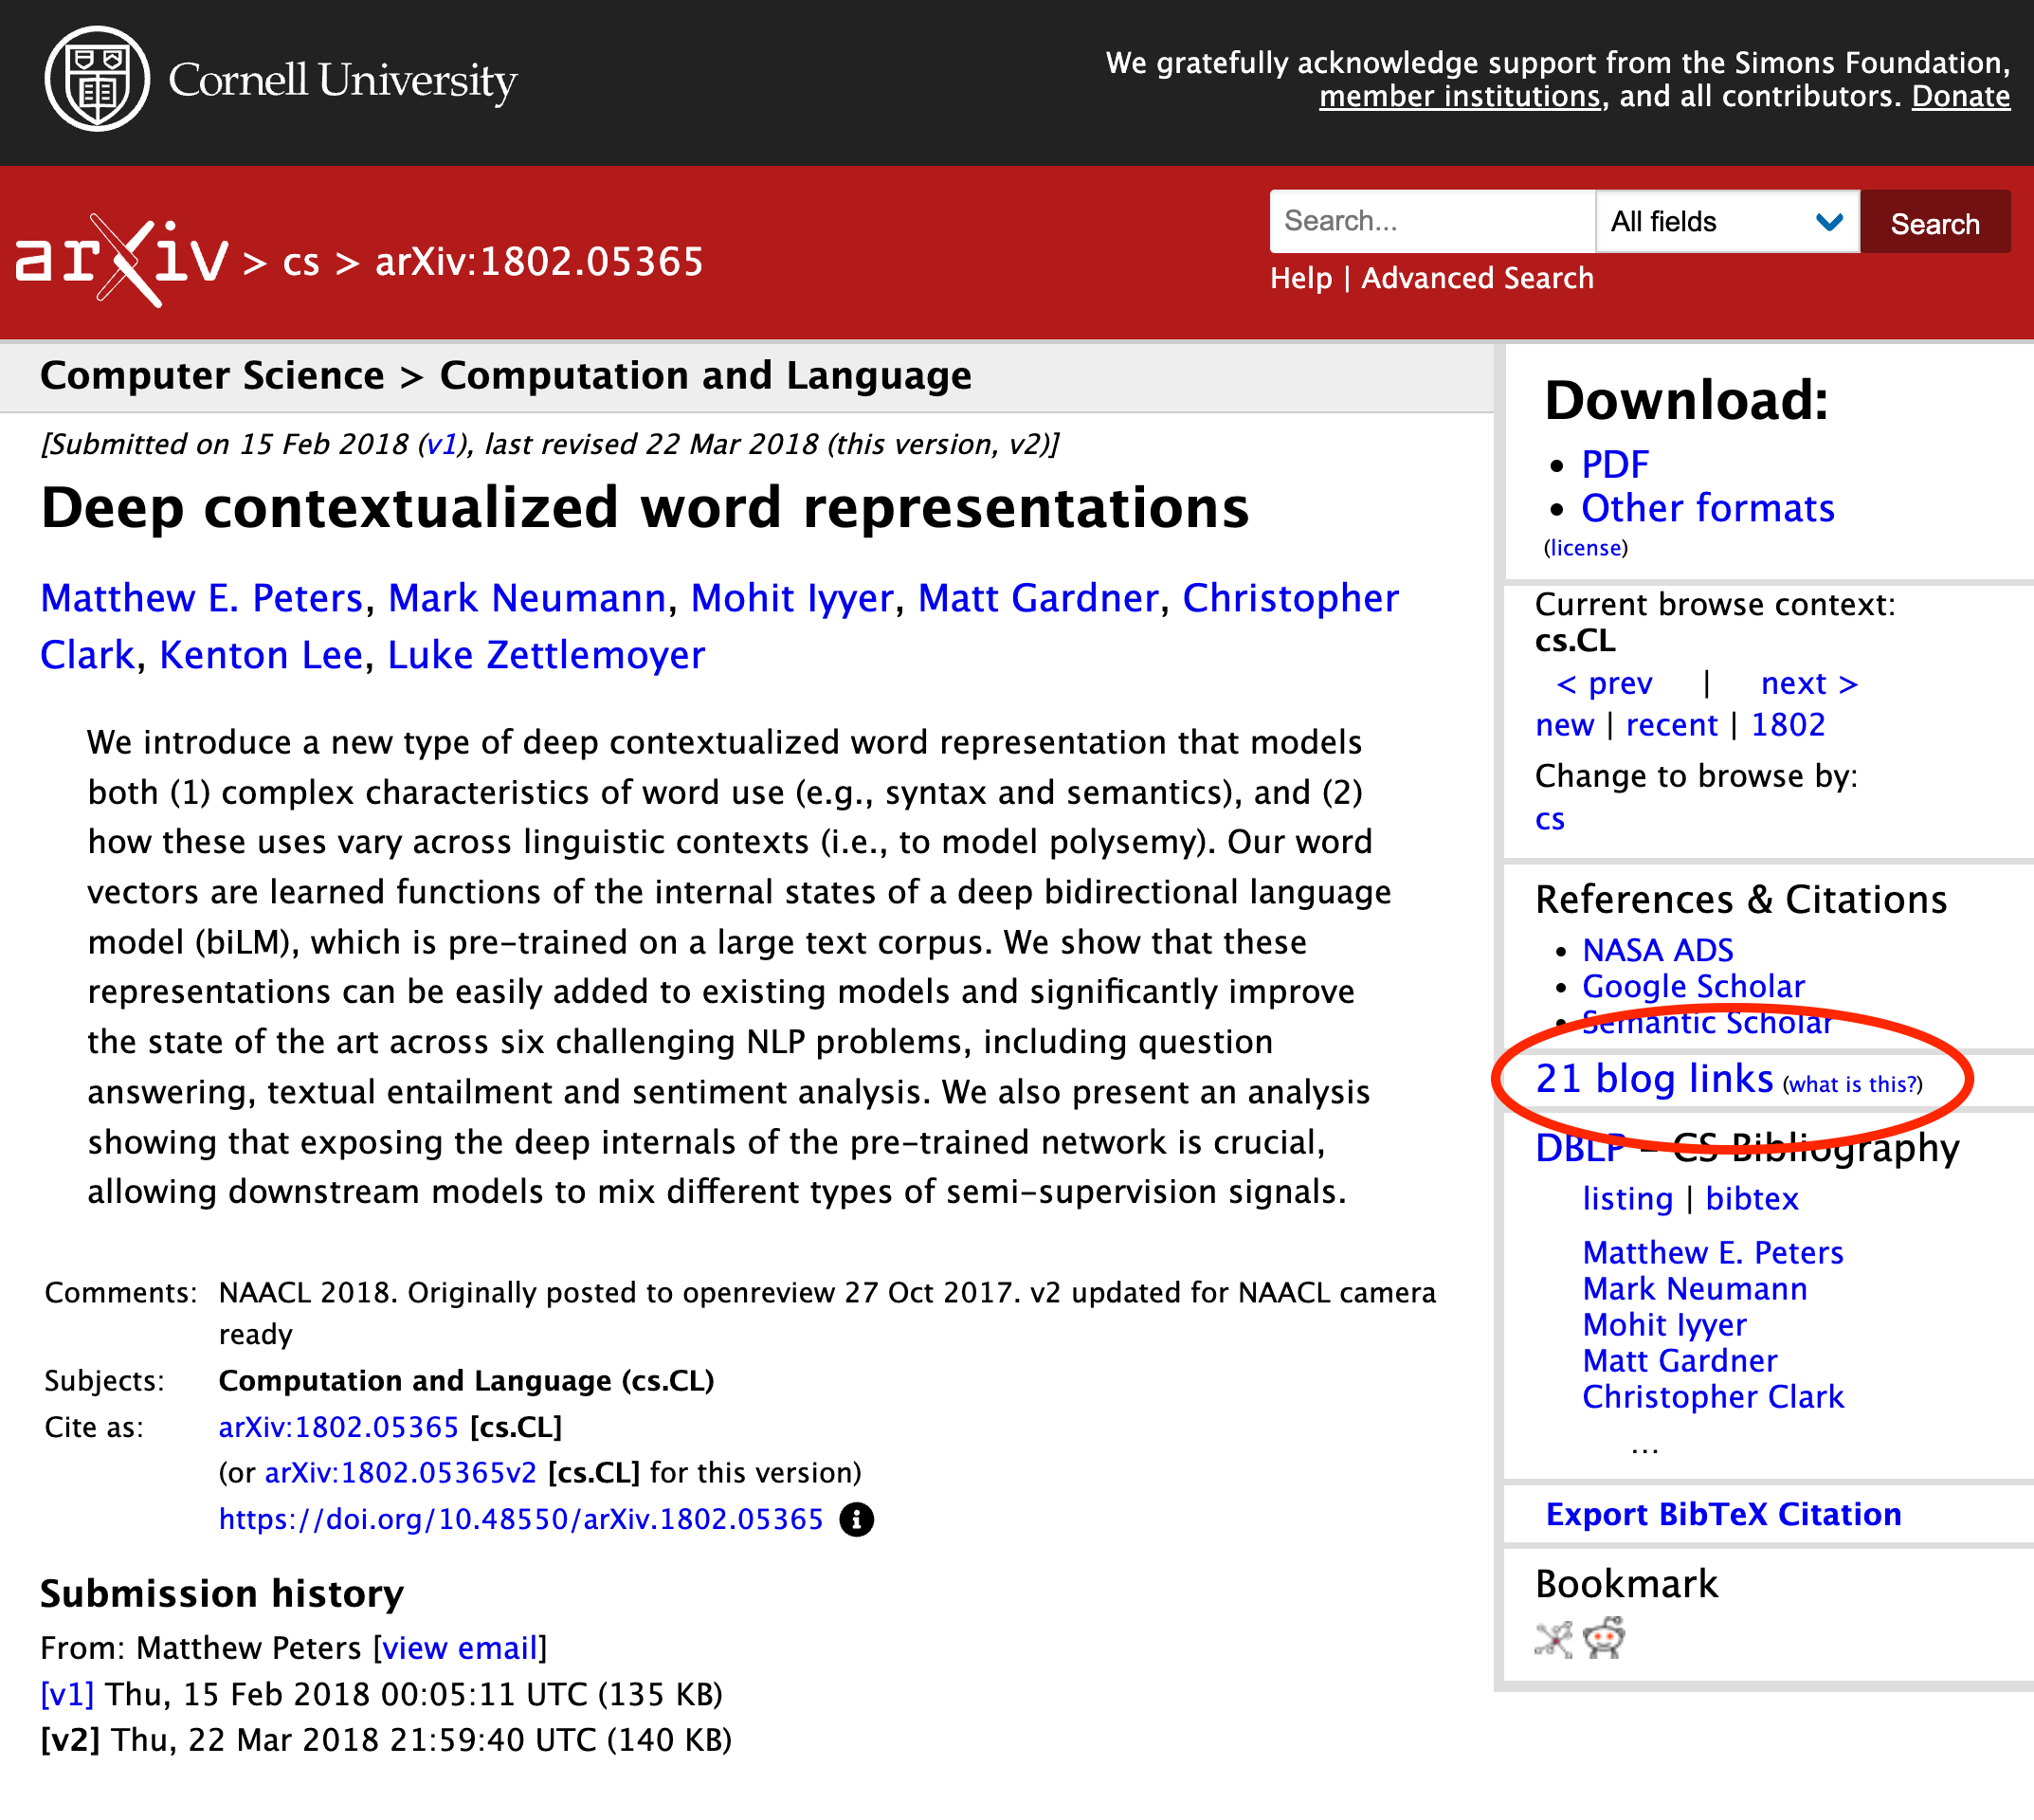 Cornell University
We gratefully acknowledge support from the Simons Foundation,
member institutions, and all contributors. Donate
arXiv > cs > arXiv:1802.05365
Search...
All fields
Search
Help | Advanced Search
Computer Science > Computation and Language
[Submitted on 15 Feb 2018 (v1), last revised 22 Mar 2018 (this version, v2)]
Deep contextualized word representations
Matthew E. Peters, Mark Neumann, Mohit Iyyer, Matt Gardner, Christopher
Clark, Kenton Lee, Luke Zettlemoyer
We introduce a new type of deep contextualized word representation that models
both (1) complex characteristics of word use (e.g., syntax and semantics), and (2)
how these uses vary across linguistic contexts (i.e., to model polysemy). Our word
vectors are learned functions of the internal states of a deep bidirectional language
model (biLM), which is pre-trained on a large text corpus. We show that these
representations can be easily added to existing models and significantly improve
the state of the art across six challenging NLP problems, including question
answering, textual entailment and sentiment analysis. We also present an analysis
showing that exposing the deep internals of the pre-trained network is crucial,
allowing downstream models to mix different types of semi-supervision signals.
Comments: NAACL 2018. Originally posted to openreview 27 Oct 2017. v2 updated for NAACL camera
ready
Subjects: Computation and Language (cs.CL)
Cite as: arXiv:1802.05365 [cs.CL]
(or arXiv:1802.05365v2 [cs.CL] for this version)
https://doi.org/10.48550/arXiv.1802.05365
Submission history
From: Matthew Peters [view email]
[v1] Thu, 15 Feb 2018 00:05:11 UTC (135 KB)
[v2] Thu, 22 Mar 2018 21:59:40 UTC (140 KB)
Download:
• PDF
• Other formats
(license)
Current browse context:
cs.CL
< prev | next >
new | recent | 1802
Change to browse by:
cs
References & Citations
• NASA ADS
• Google Scholar
• Semantic Scholar
21 blog links (what is this?)
DBLP - CS Bibliography
listing | bibtex
Matthew E. Peters
Mark Neumann
Mohit Iyyer
Matt Gardner
Christopher Clark
...
Export BibTeX Citation
Bookmark